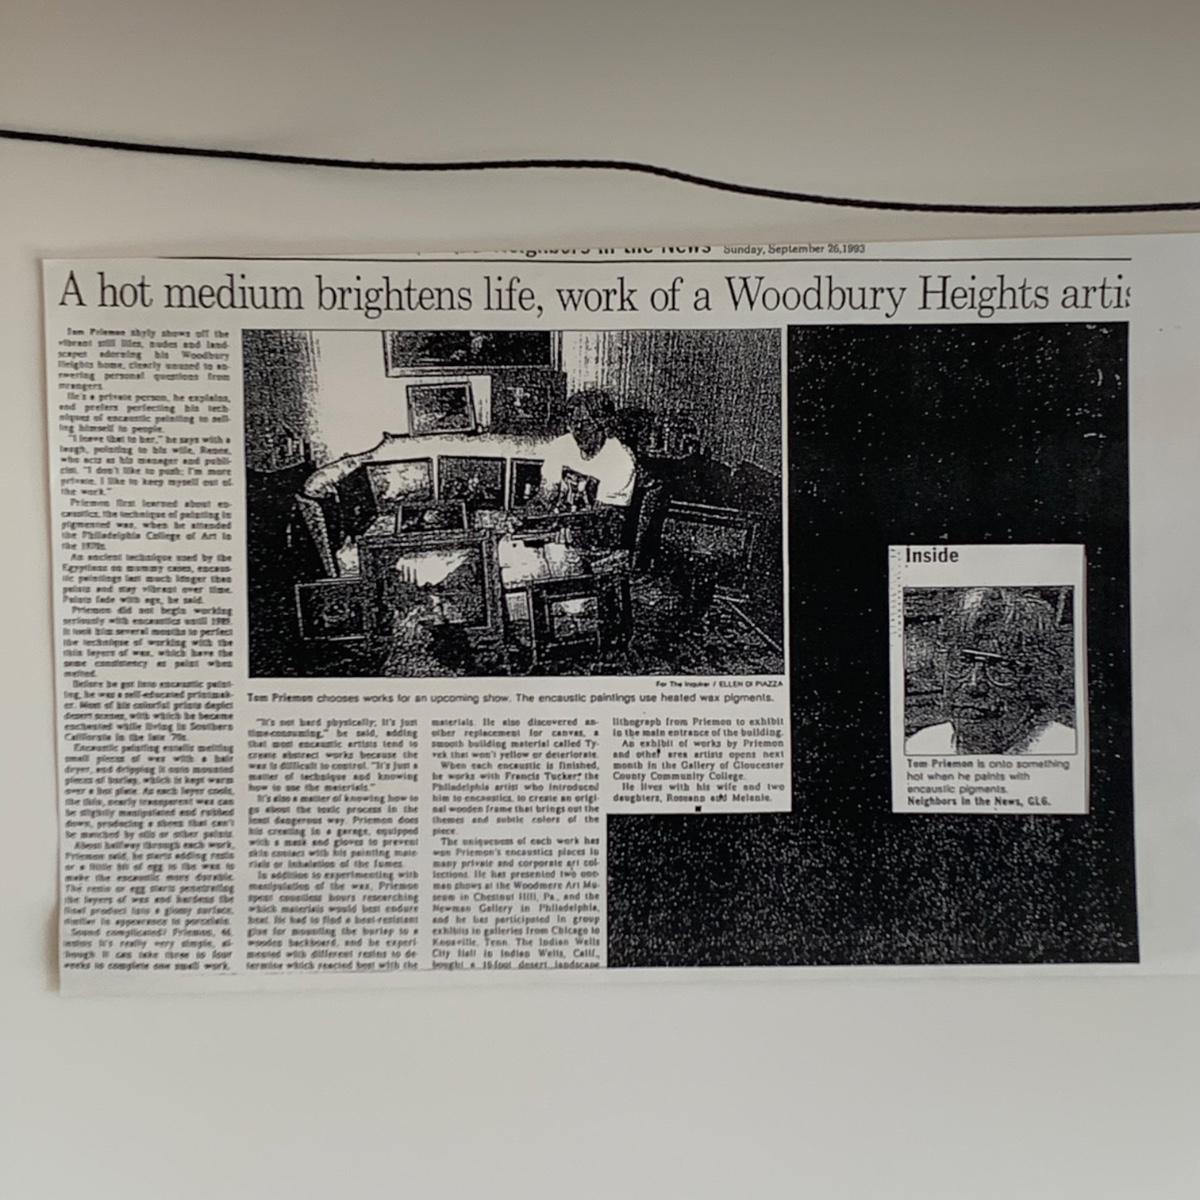 Neighbors in the News Sunday, September 26, 1993
A hot medium brightens life, work of a Woodbury Heights artis
Tom Priemon shyly shows off the
vibrant still lifes, nudes and land-
scapes adorning his Woodbury
Heights home, clearly unused to an-
swering personal questions from
strangers.
He's a private person, he explains,
and prefers perfecting his tech-
niques of encaustic painting to sell-
ing himself to people.
"I leave that to her," he says with a
laugh, pointing to his wife, Renee,
who acts as his manager and publi-
cist. "I don't like to push; I'm more
private. I like to keep myself out of
the work."
Priemon first learned about en-
caustics, the technique of painting in
pigmented wax, when he attended
the Philadelphia College of Art in
the 1970s.
An ancient technique used by the
Egyptians on mummy cases, encaus-
tic paintings last much longer than
paints and stay vibrant over time.
Paints fade with age, he said.
Priemon did not begin working
seriously with encaustics until
It took him several months to perfect
the technique of working with the
thin layers of wax, which have the
same consistency as paint when
melted.
Before he got into encaustic paint-
ing, he was a self-educated printmak-
er. Most of his colorful prints depict
desert scenes, with which he became
enchanted while living in Southern
California in the late '70s.
Encaustic painting entails melting
small pieces of wax with a hair
dryer, and dripping it onto mounted
pieces of burlap, which is kept warm
over a hot plate. As each layer cools,
the thin, nearly transparent wax can
be slightly manipulated and rubbed
down, producing a sheen that can't
be matched by oils or other paints.
About halfway through each work,
Priemon said, he starts adding resin
or a little bit of egg to the wax to
make the encaustic more durable.
The resin or egg starts penetrating
the layers of wax and hardens the
final product into a glossy surface,
similar in appearance to porcelain.
Sound complicated? Priemon,
insists it's really very simple, al-
though it can take three to four
weeks to complete one small work.
For The Inquirer / ELLEN DI PIAZZA
Tom Priemon chooses works for an upcoming show. The encaustic paintings use heated wax pigments.
"It's not hard physically; it's just
time-consuming," he said, adding
that most encaustic artists tend to
create abstract works because the
wax is difficult to control. "It's just a
matter of technique and knowing
how to use the materials."
It's also a matter of knowing how to
go about the toxic process in the
least dangerous way. Priemon does
his creating in a garage, equipped
with a mask and gloves to prevent
skin contact with his painting mate-
rials or inhalation of the fumes.
In addition to experimenting with
manipulation of the wax, Priemon
spent countless hours researching
which materials would best endure
heat. He had to find a heat-resistant
glue for mounting the burlap to a
wooden backboard, and he experi-
mented with different resins to de-
termine which reacted best with the
materials. He also discovered an-
other replacement for canvas, a
smooth building material called Ty-
vek that won't yellow or deteriorate.
When each encaustic is finished,
he works with Francis Tucker, the
Philadelphia artist who introduced
him to encaustics, to create an origi-
nal wooden frame that brings out the
themes and subtle colors of the
piece.
The uniqueness of each work has
won Priemon's encaustics places in
many private and corporate art col-
lections. He has presented two one-
man shows at the Woodmere Art Mu-
seum in Chestnut Hill, Pa., and the
Newman Gallery in Philadelphia,
and he has participated in group
exhibits in galleries from Chicago to
Knoxville, Tenn. The Indian Wells
City Hall in Indian Wells, Calif.,
bought a 16-foot desert landscape
lithograph from Priemon to exhibit
in the main entrance of the building.
An exhibit of works by Priemon
and other area artists opens next
month in the Gallery of Gloucester
County Community College.
He lives with his wife and two
daughters, Roseann and Melanie.
Inside
Tom Priemon is onto something
hot when he paints with
encaustic pigments.
Neighbors in the News, GL6.